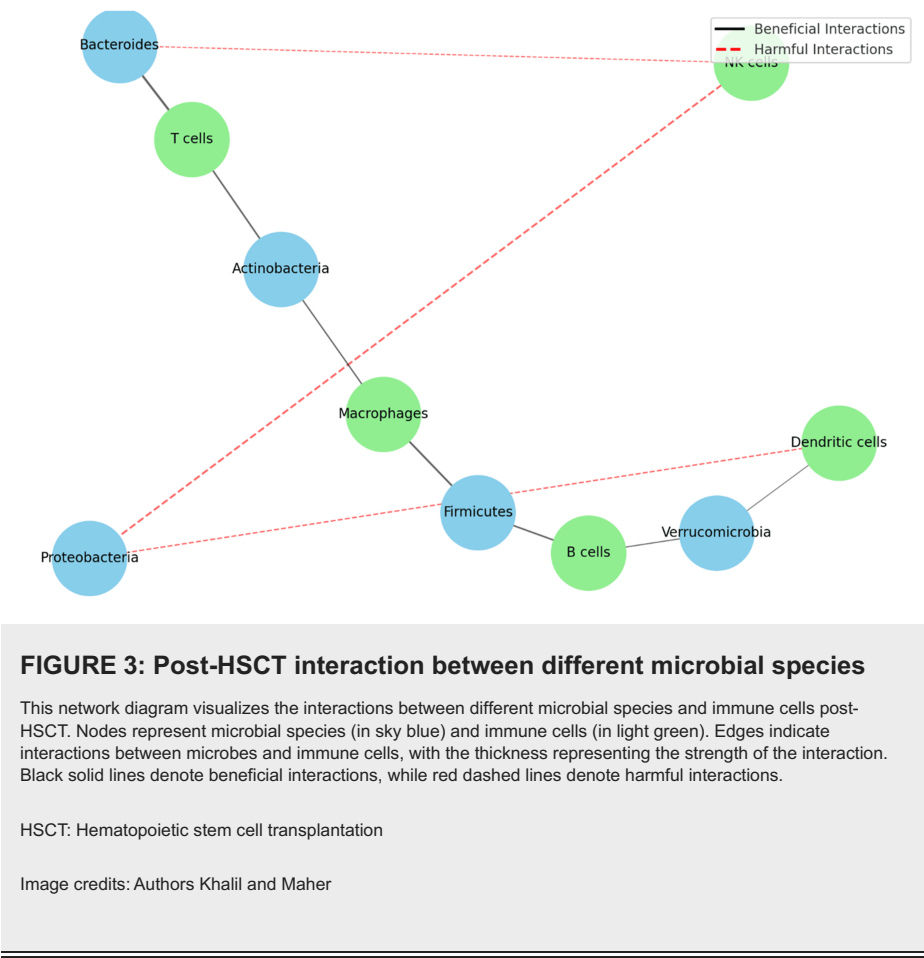 Bacteroides
Beneficial Interactions
Harmful Interactions
NK cells
T cells
Actinobacteria
Macrophages
Dendritic cells
Firmicutes
Verrucomicrobia
B cells
Proteobacteria
FIGURE 3: Post-HSCT interaction between different microbial species
This network diagram visualizes the interactions between different microbial species and immune cells post-
HSCT. Nodes represent microbial species (in sky blue) and immune cells (in light green). Edges indicate
interactions between microbes and immune cells, with the thickness representing the strength of the interaction.
Black solid lines denote beneficial interactions, while red dashed lines denote harmful interactions.
HSCT: Hematopoietic stem cell transplantation
Image credits: Authors Khalil and Maher